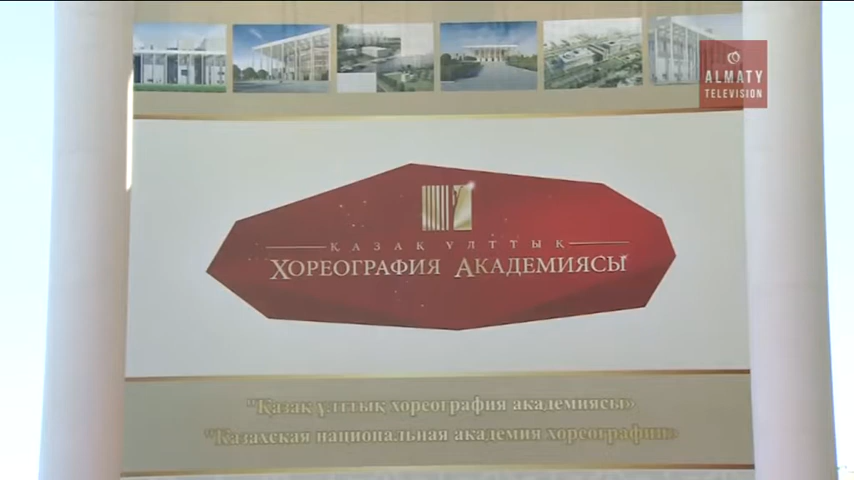 ALMATY
TELEVISION
ҚАЗАҚ ҰЛТТЫҚ
ХОРЕОГРАФИЯ АКАДЕМИЯСЫ
"Қазақ ұлттық хореография академиясы»
"Казахская национальная академия хореографии»